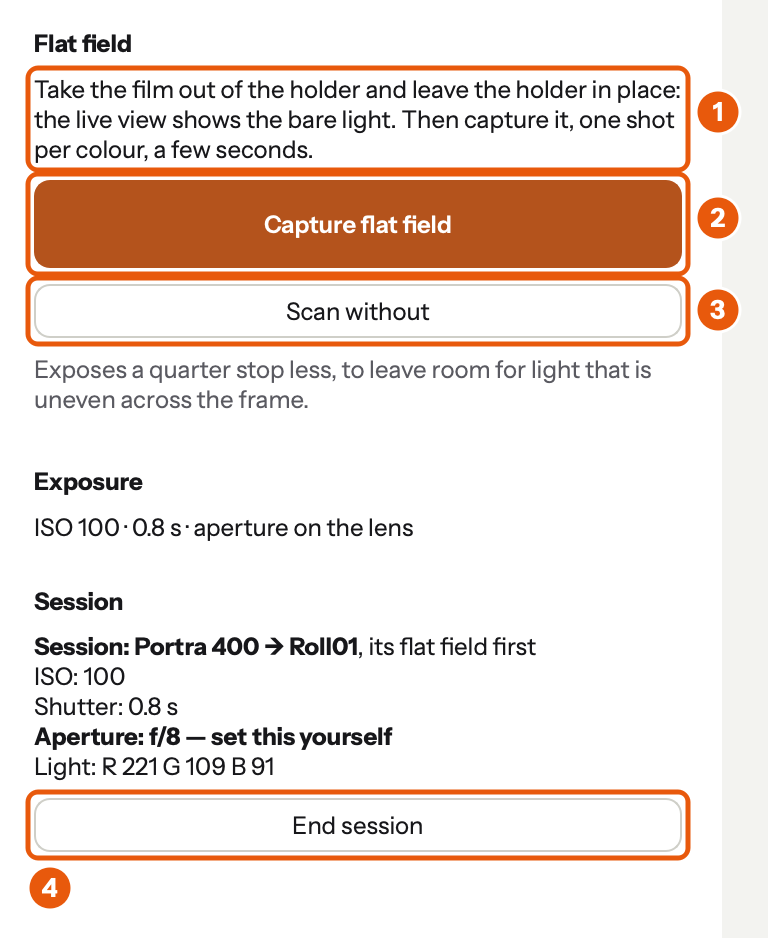 Flat field
Take the film out of the holder and leave the holder in place:
the live view shows the bare light. Then capture it, one shot
per colour, a few seconds.
1
Capture flat field
2
Scan without
3
Exposes a quarter stop less, to leave room for light that is
uneven across the frame.
Exposure
ISO 100 · 0.8 s · aperture on the lens
Session
Session: Portra 400 → Roll01, its flat field first
ISO: 100
Shutter: 0.8 s
Aperture: f/8 — set this yourself
Light: R 221 G 109 B 91
End session
4